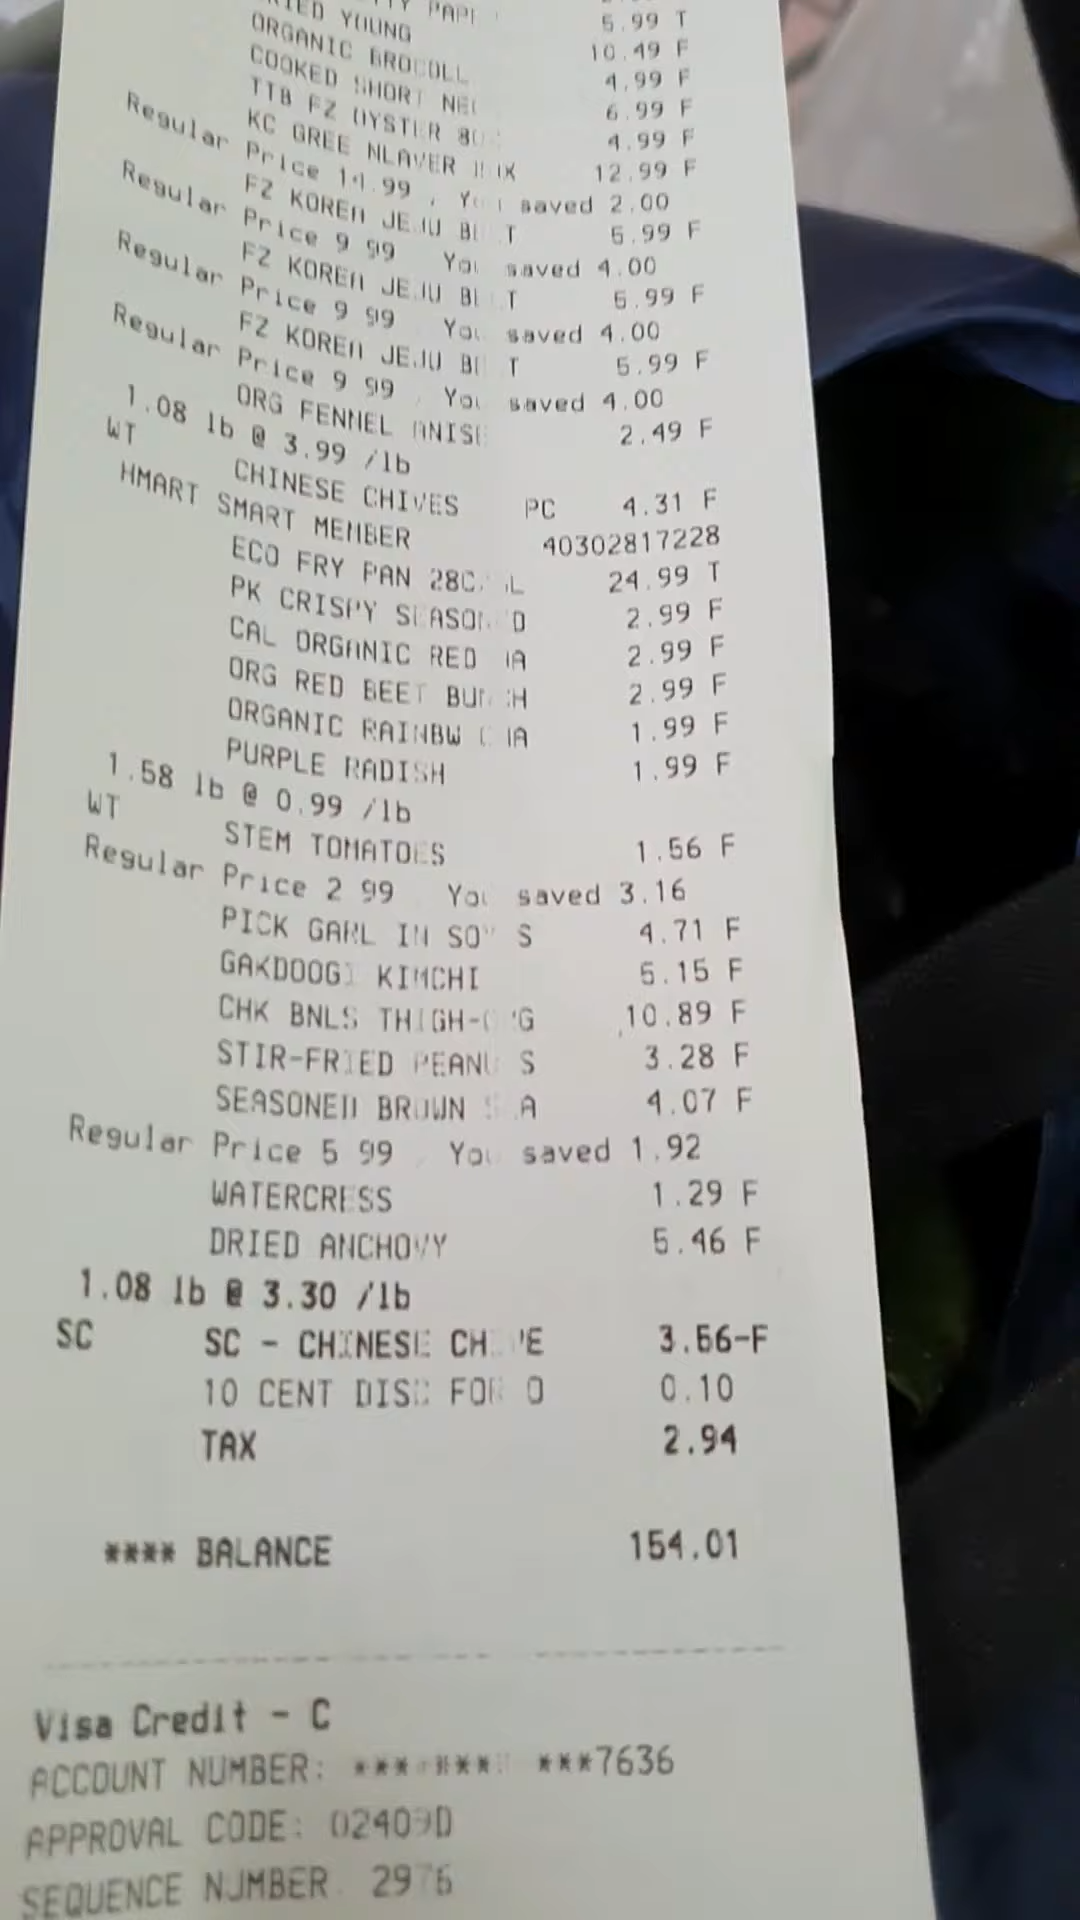 5.99 T
YOUNG 10.49 F
ORGANIC BROCOLL 4.99 F
COOKED SHORT 6.99 F
TTB FZ OYSTER 4.99 F
KC GREE NLAVER 12.99 F
Regular Price 14.99 You saved 2.00
FZ KOREA JEJU 5.99 F
Regular Price 9.99 You saved 4.00
FZ KOREA JEJU 5.99 F
Regular Price 9.99 You saved 4.00
FZ KOREA JEJU 5.99 F
Regular Price 9.99 You saved 4.00
ORG FENNEL ANISE 2.49 F
1.08 lb @ 3.99 /lb
WT CHINESE CHIVES PC 4.31 F
HMART SMART MEMBER 40302817228
ECO FRY PAN 24.99 T
PK CRISPY 2.99 F
CAL ORGANIC RED 2.99 F
ORG RED BEET BUNCH 2.99 F
ORGANIC RAINBW 1.99 F
PURPLE RADISH 1.99 F
1.58 lb @ 0.99 /lb
WT STEM TOMATOES 1.56 F
Regular Price 2.99 You saved 3.16
PICK GARL IN SOY S 4.71 F
GAKDOOGI KIMCHI 5.15 F
CHK BNLS 10.89 F
STIR-FRIED PEANU S 3.28 F
SEASONED BROWN 4.07 F
Regular Price 5.99 You saved 1.92
WATERCRESS 1.29 F
DRIED ANCHOVY 5.46 F
1.08 lb @ 3.30 /lb
SC SC - CHINESE 3.56-F
10 CENT DISC FOR O 0.10
TAX 2.94
**** BALANCE 154.01
Visa Credit - C
ACCOUNT NUMBER: ***7636
APPROVAL CODE:
SEQUENCE NUMBER 2976